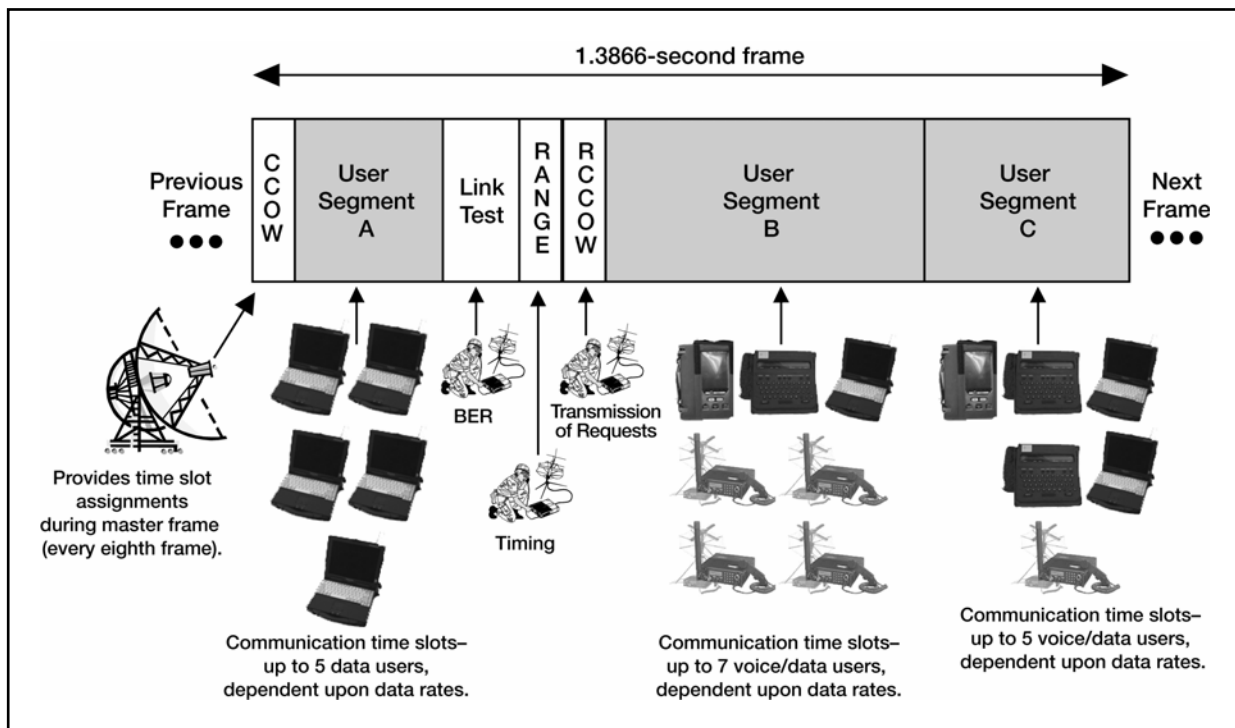 1.3866-second frame
Previous
Frame
●●●
CCOW
User
Segment
A
Link
Test
RANGE
RCCOW
User
Segment
B
User
Segment
C
Next
Frame
●●●
Provides time slot
assignments
during master frame
(every eighth frame).
BER
Timing
Transmission
of Requests
Communication time slots–
up to 5 data users,
dependent upon data rates.
Communication time slots–
up to 7 voice/data users,
dependent upon data rates.
Communication time slots–
up to 5 voice/data users,
dependent upon data rates.